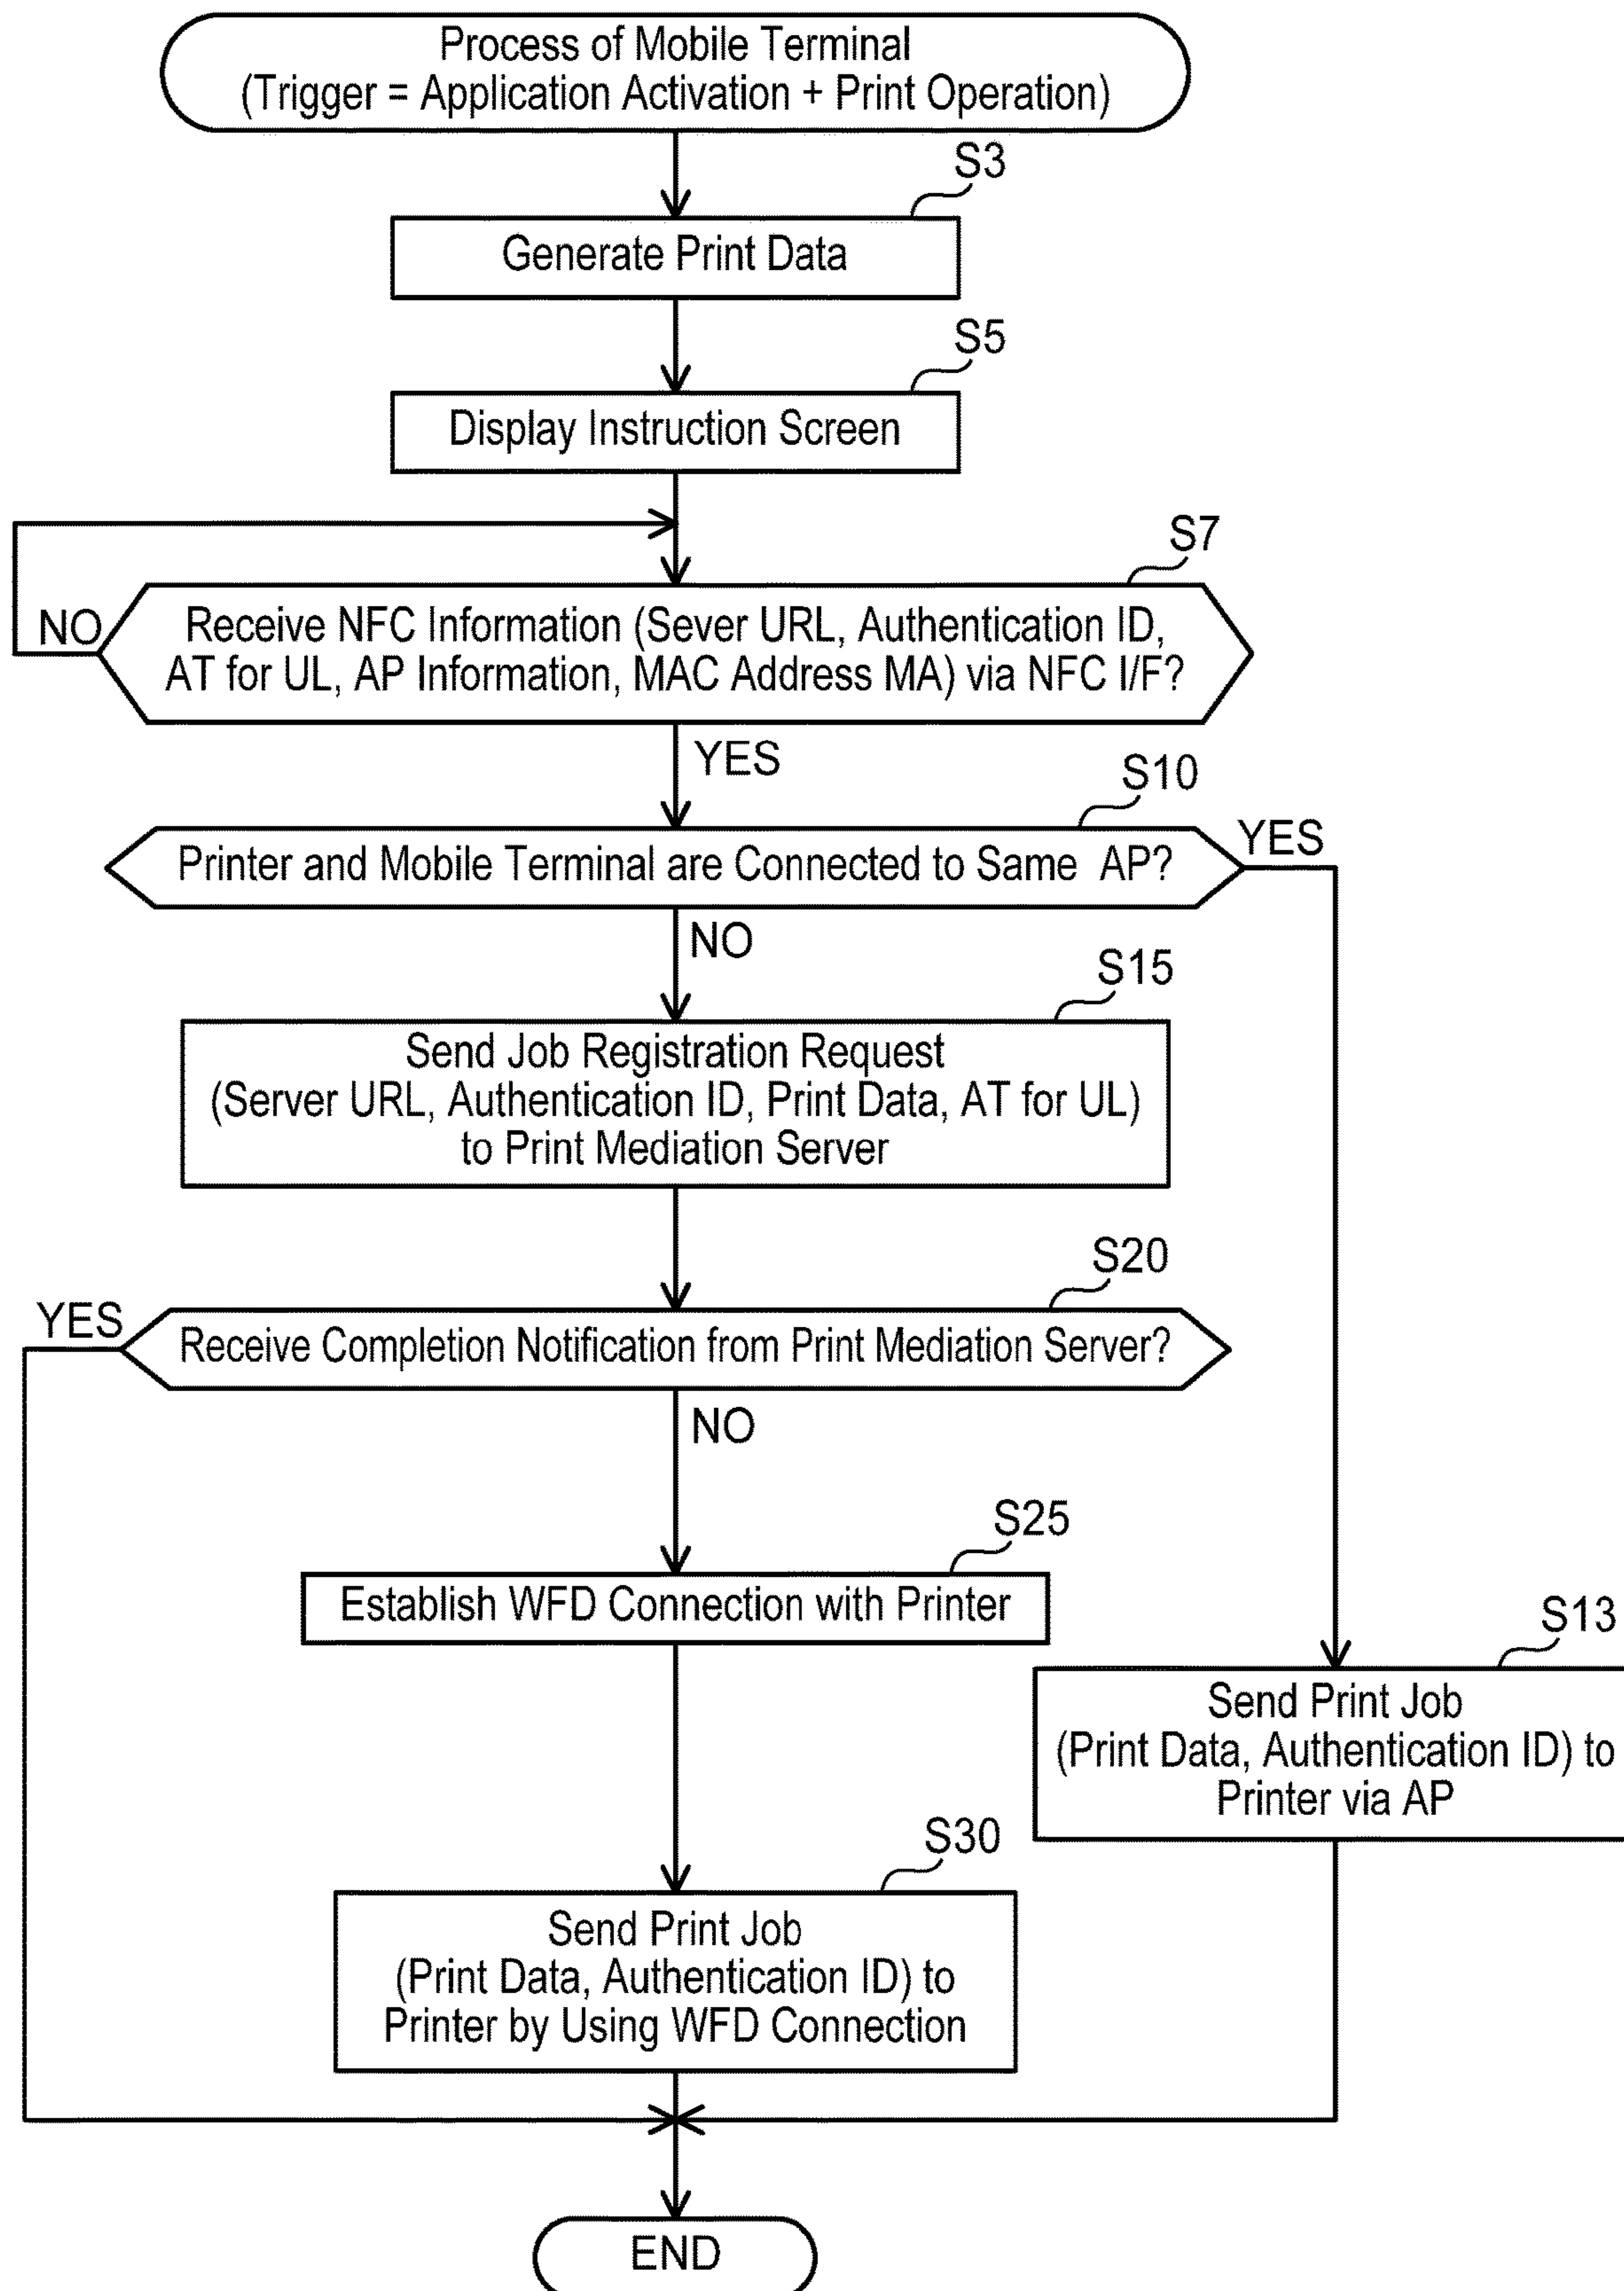 Process of Mobile Terminal
(Trigger = Application Activation + Print Operation)
S3
Generate Print Data
S5
Display Instruction Screen
S7
NO
Receive NFC Information (Sever URL, Authentication ID,
AT for UL, AP Information, MAC Address MA) via NFC I/F?
YES
S10
YES
Printer and Mobile Terminal are Connected to Same AP?
NO
S15
Send Job Registration Request
(Server URL, Authentication ID, Print Data, AT for UL)
to Print Mediation Server
S20
YES
Receive Completion Notification from Print Mediation Server?
NO
S25
Establish WFD Connection with Printer
S13
Send Print Job
(Print Data, Authentication ID) to
Printer via AP
S30
Send Print Job
(Print Data, Authentication ID) to
Printer by Using WFD Connection
END